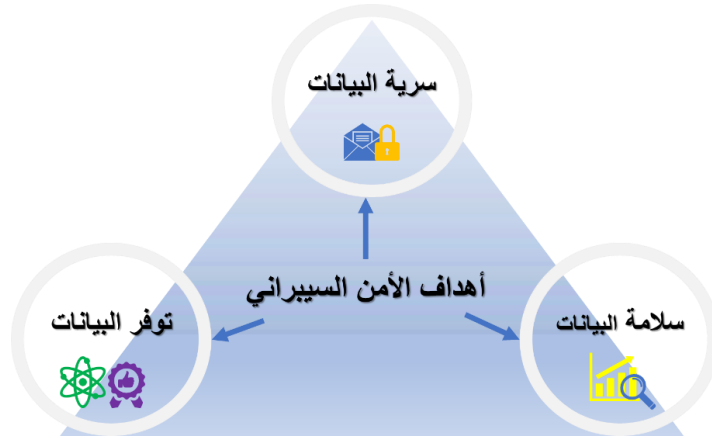 سرية البيانات
أهداف الأمن السيبراني
سلامة البيانات
توفر البيانات